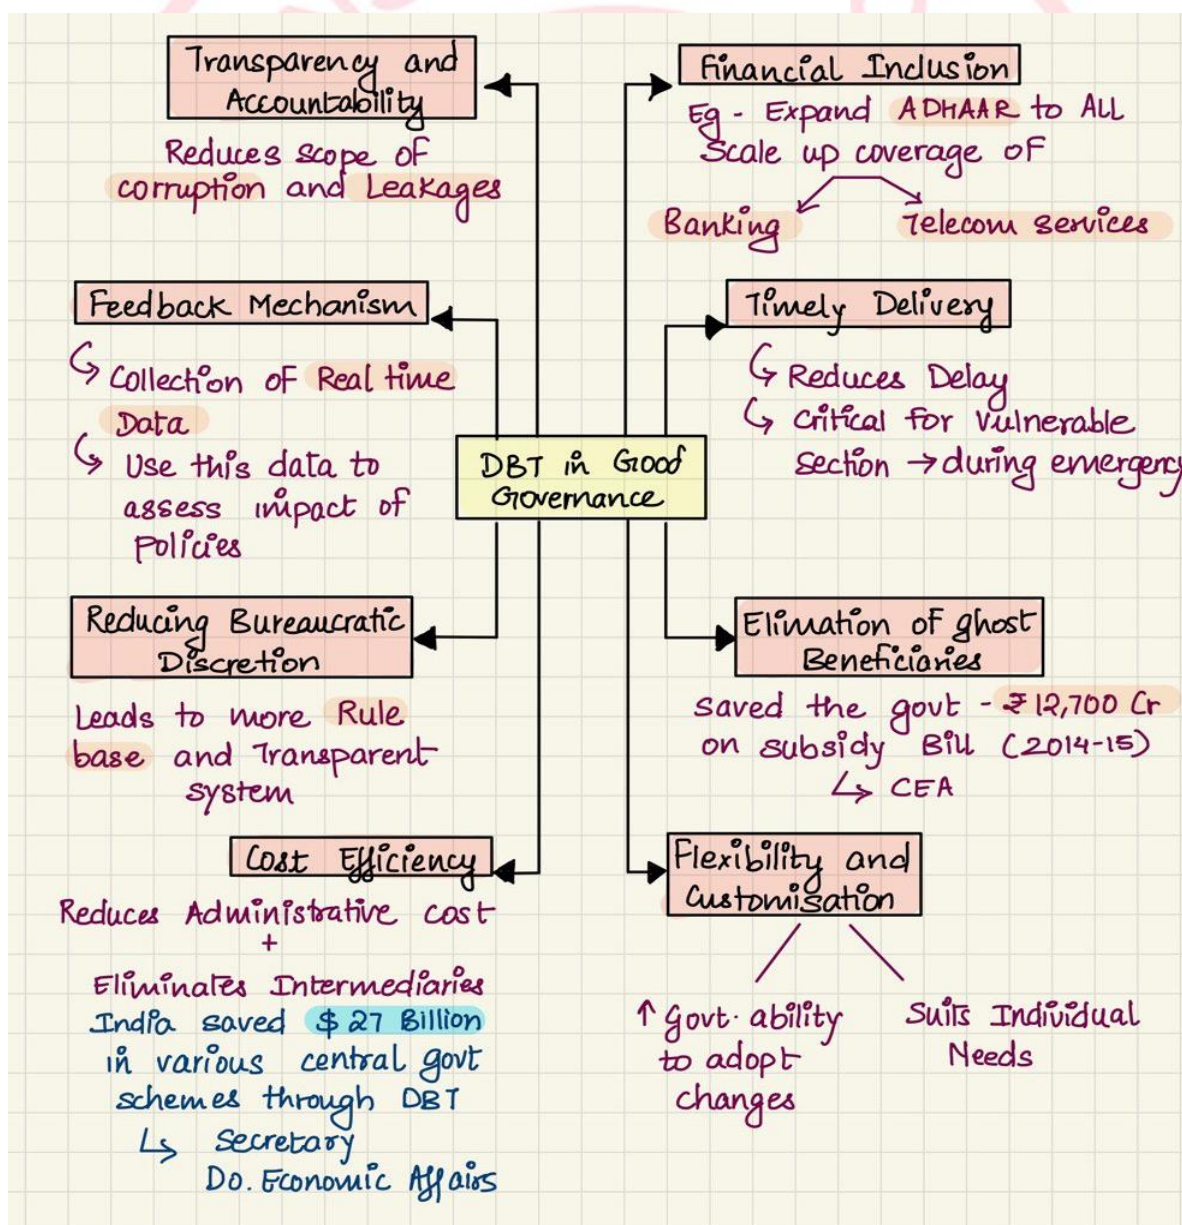 Transparency and
Accountability
Reduces scope of
corruption and Leakages
Financial Inclusion
Eg - Expand ADHAAR to ALL
Scale up coverage of
Banking
Telecom services
Feedback Mechanism
Collection of Real time
Data
Use this data to
assess impact of
Policies
Timely Delivery
Reduces Delay
Critical for Vulnerable
section → during emergency
DBT in Good
Governance
Reducing Bureaucratic
Discretion
Leads to more Rule
base and Transparent
system
Elimation of ghost
Beneficiaries
saved the govt - ₹12,700 Cr
on subsidy Bill (2014-15)
↳ CEA
Cost Efficiency
Reduces Administrative cost
+
Eliminates Intermediaries
India saved $ 27 Billion
in various central govt
schemes through DBT
↳ Secretary
Do. Economic Affairs
Flexibility and
Customisation
↑ Govt. ability
to adopt
changes
Suits Individual
Needs